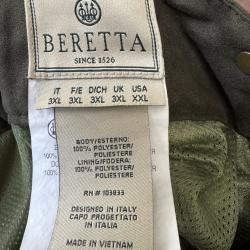 BERETTA
SINCE 1526
IT F/E D/CH UK USA
3XL 3XL 3XL 3XL XXL
BODY/ESTERNO:
100% POLYESTER/
POLIESTERE
LINING/FODERA:
100% POLYESTER/
POLIESTERE
RN # 103833
DESIGNED IN ITALY
CAPO PROGETTATO
IN ITALIA
MADE IN VIETNAM